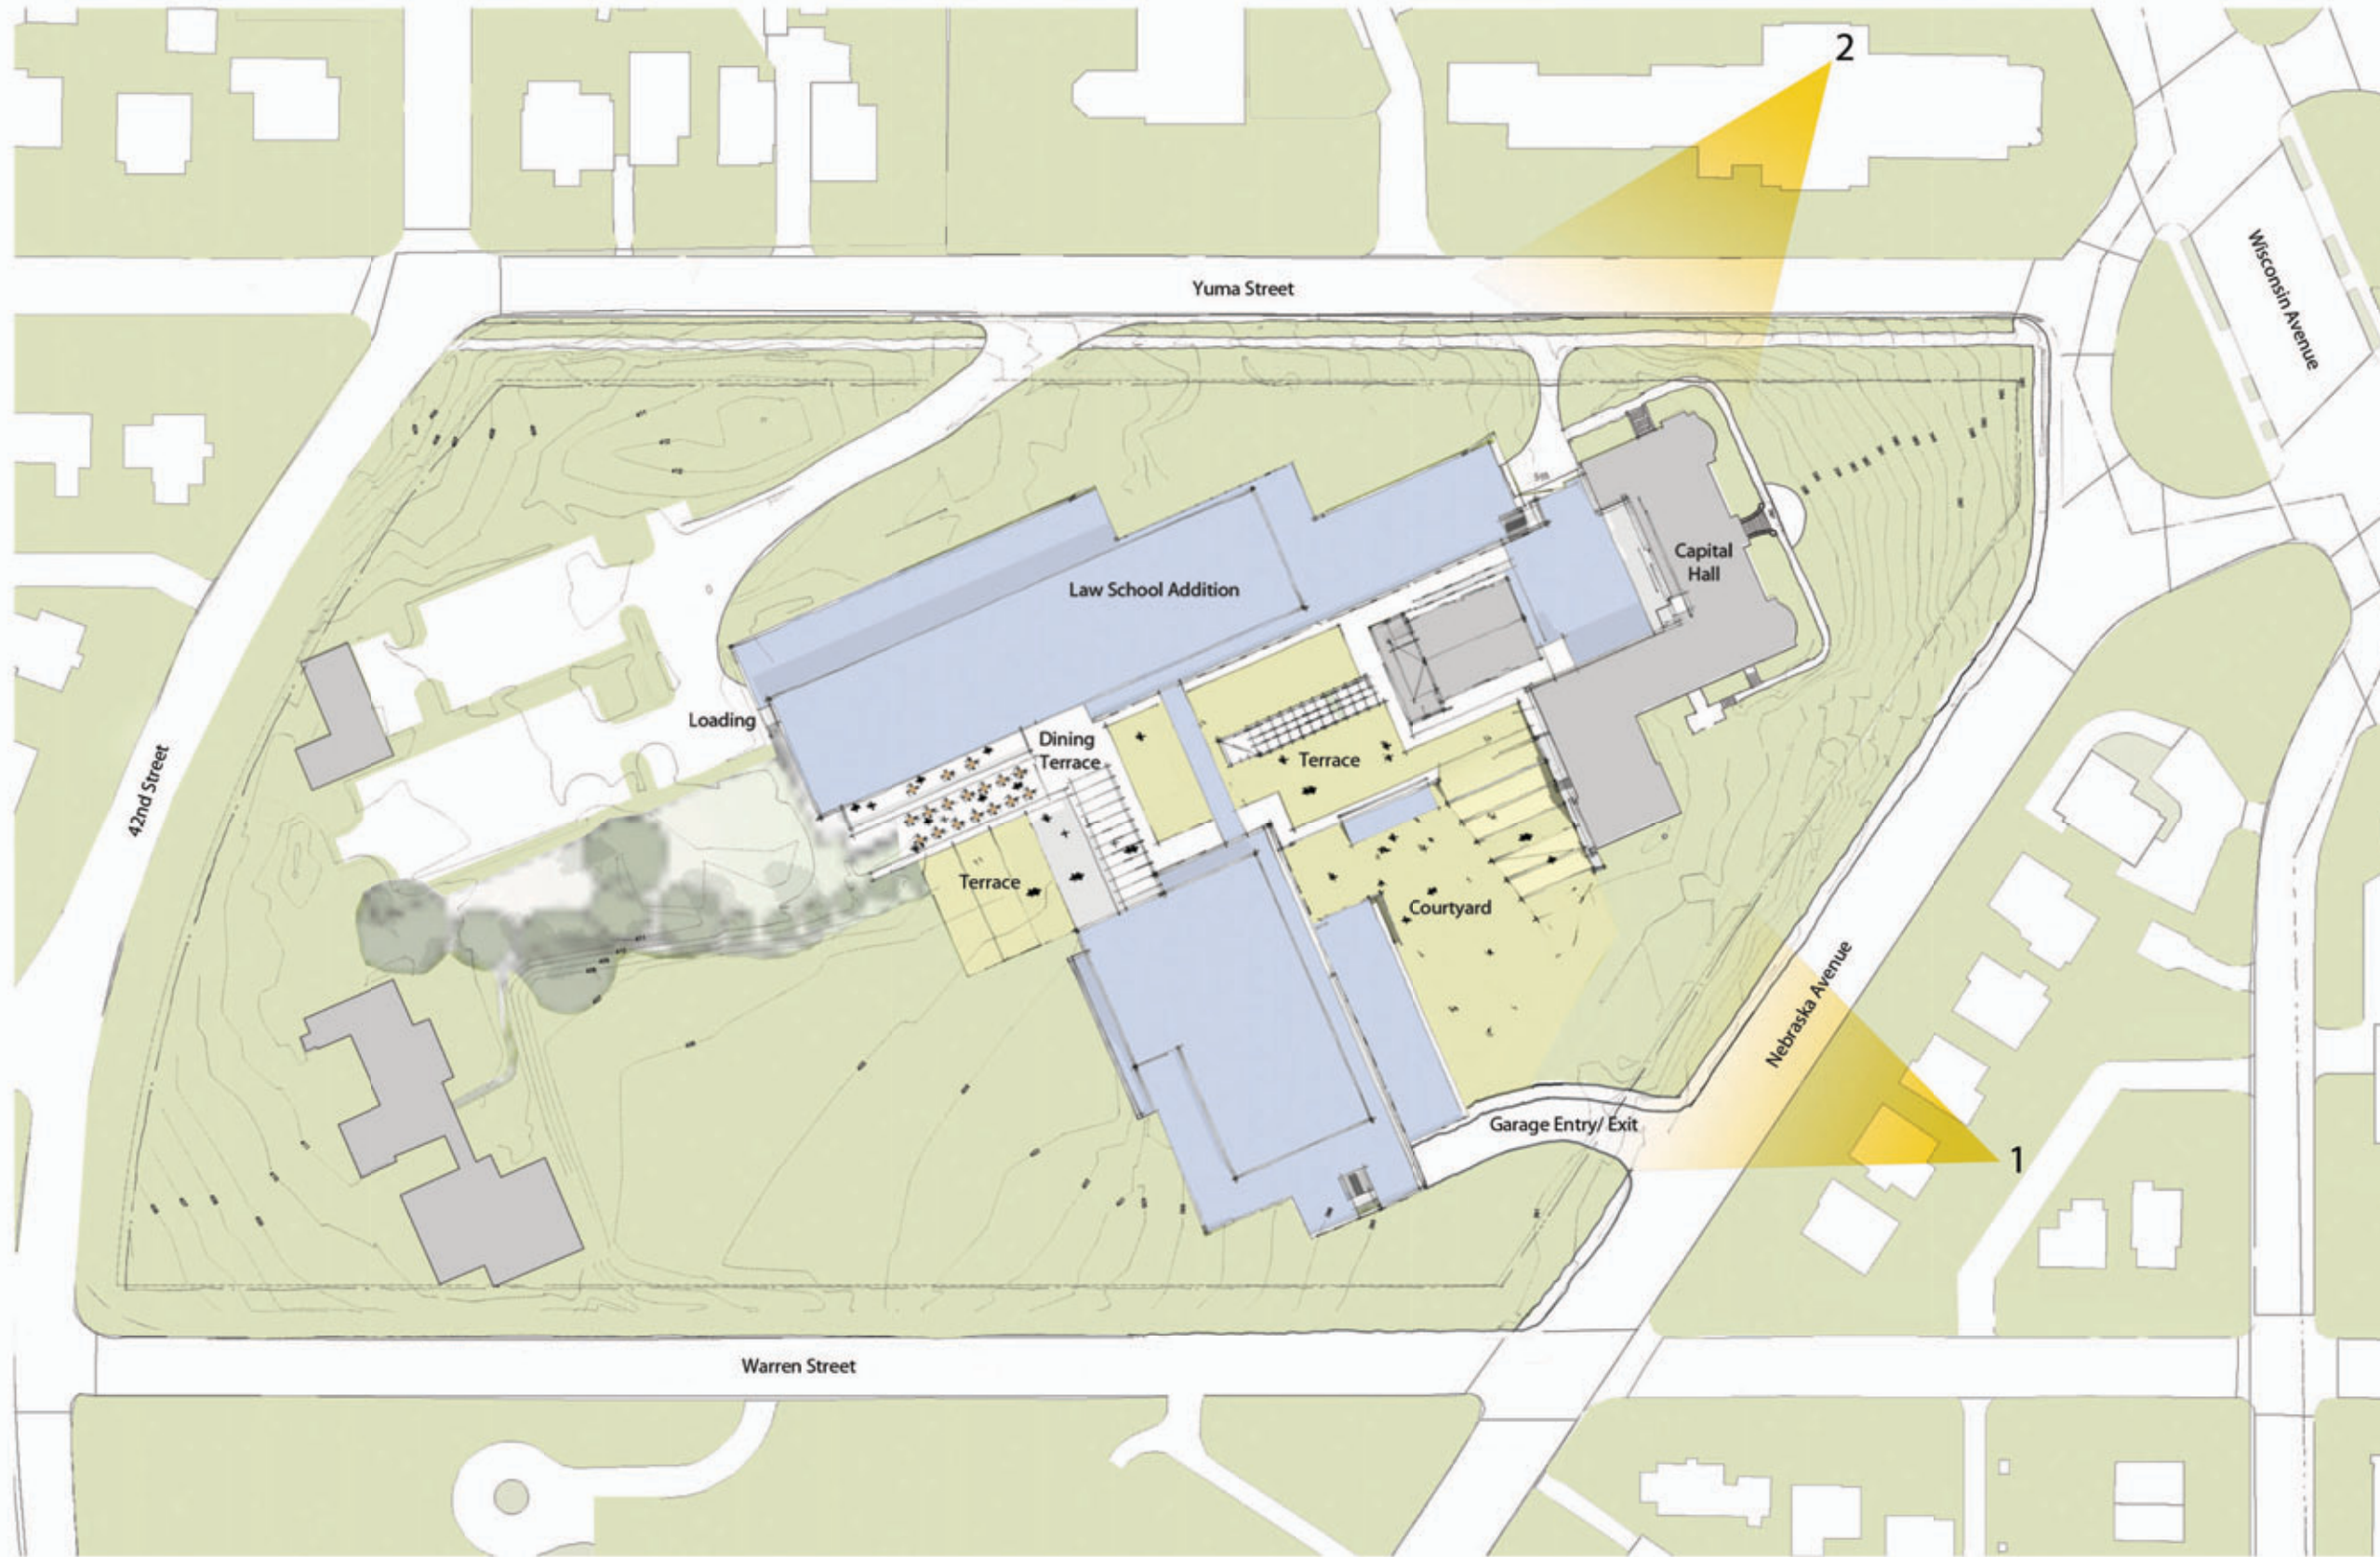 2
Wisconsin Avenue
Yuma Street
Capital
Hall
Law School Addition
Loading
Dining
Terrace
Terrace
42nd Street
Terrace
Courtyard
Nebraska Avenue
Garage Entry/ Exit
1
Warren Street